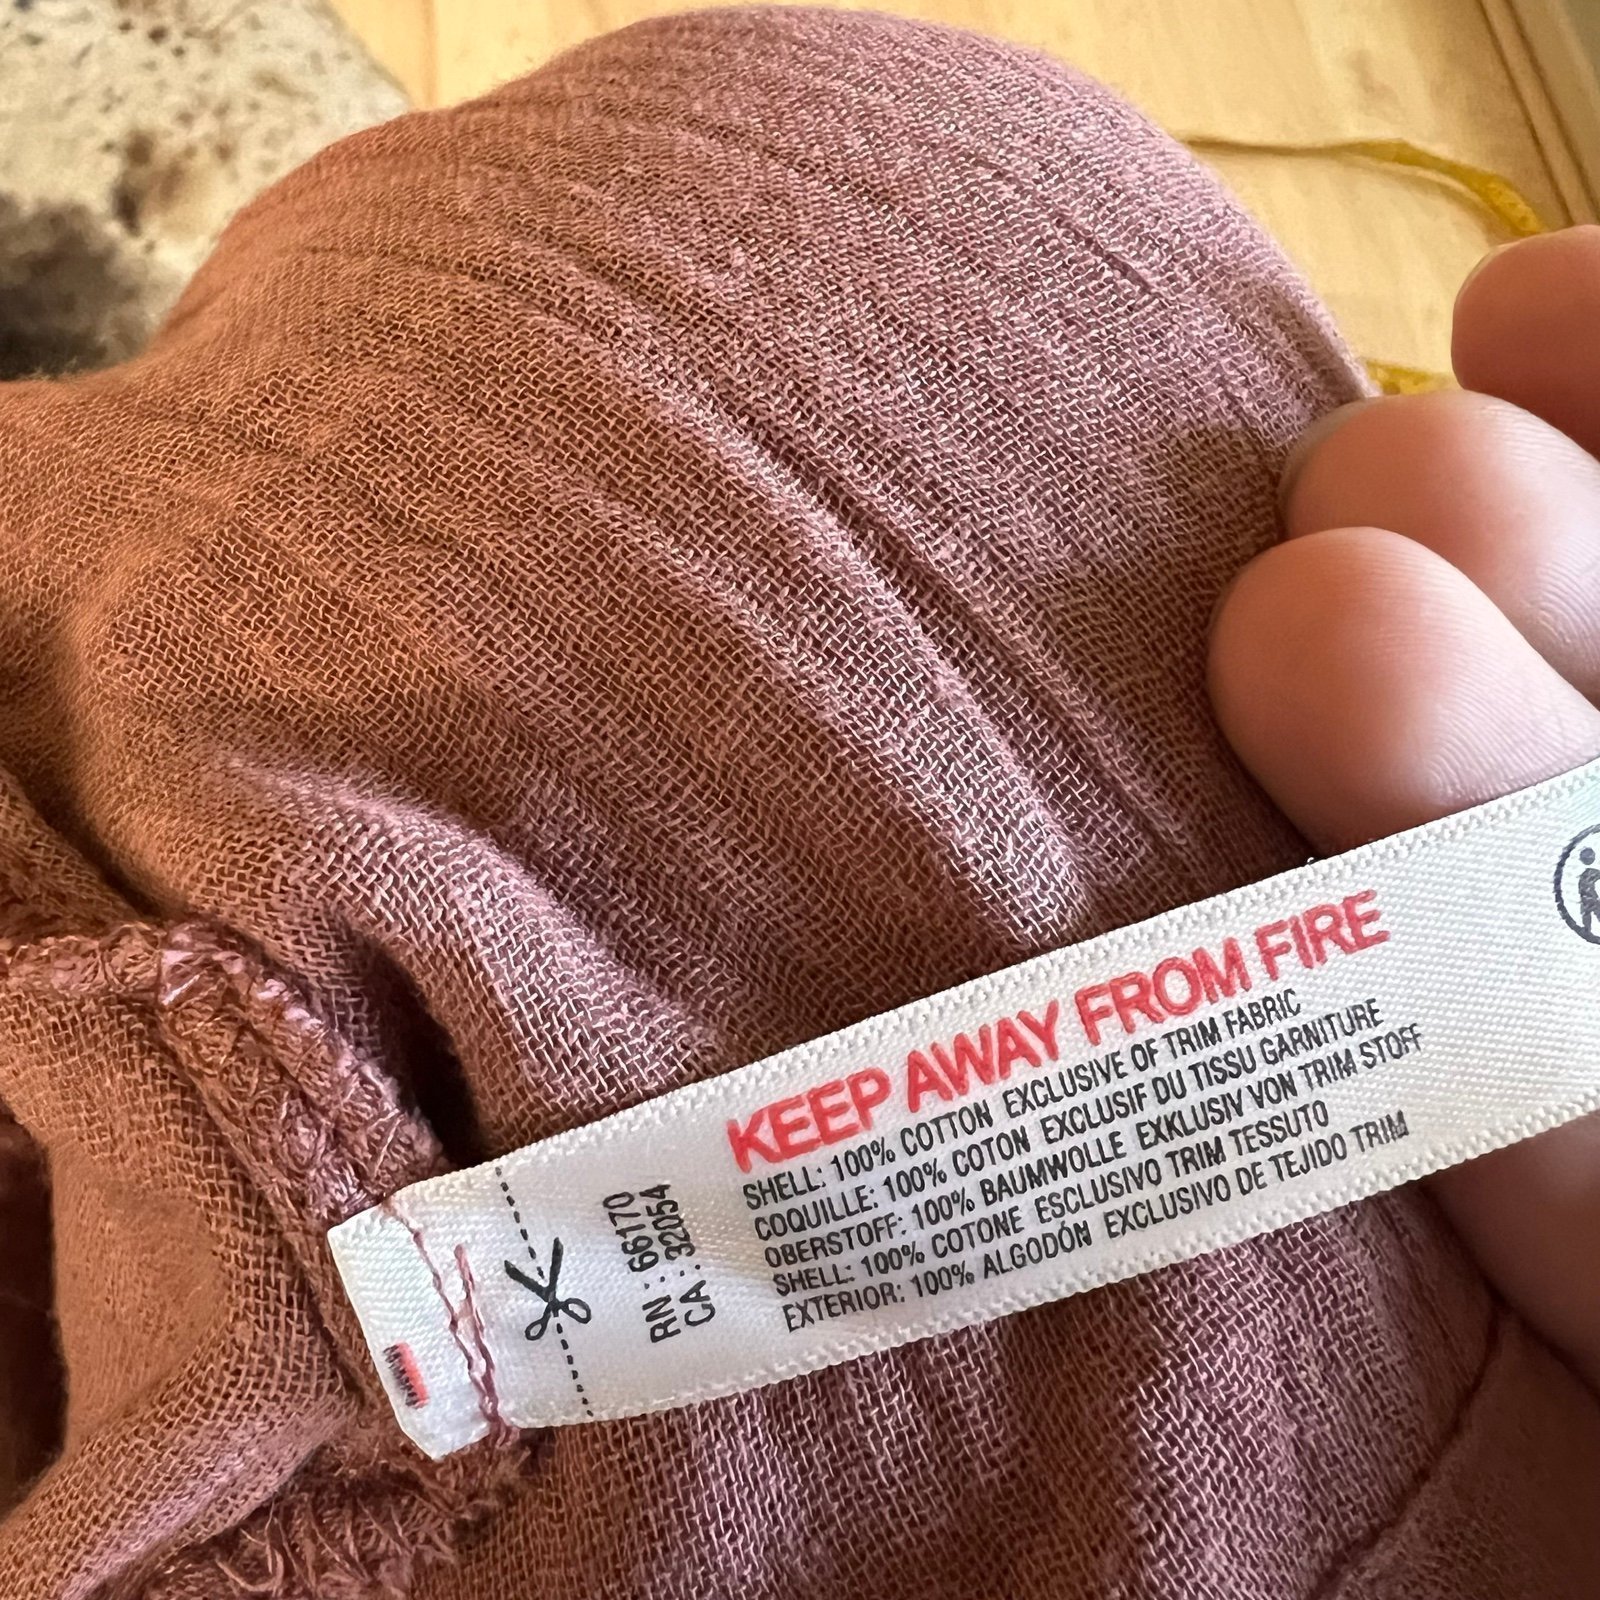 KEEP AWAY FROM FIRE
SHELL: 100% COTTON EXCLUSIVE OF TRIM FABRIC
COQUILLE: 100% COTON EXCLUSIF DU TISSU GARNITURE
OBERSTOFF: 100% BAUMWOLLE EXKLUSIV VON TRIM STOFF
SHELL: 100% COTONE ESCLUSIVO TRIM TESSUTO
EXTERIOR: 100% ALGODÓN EXCLUSIVO DE TEJIDO TRIM
RN: 66170
CA: 32054